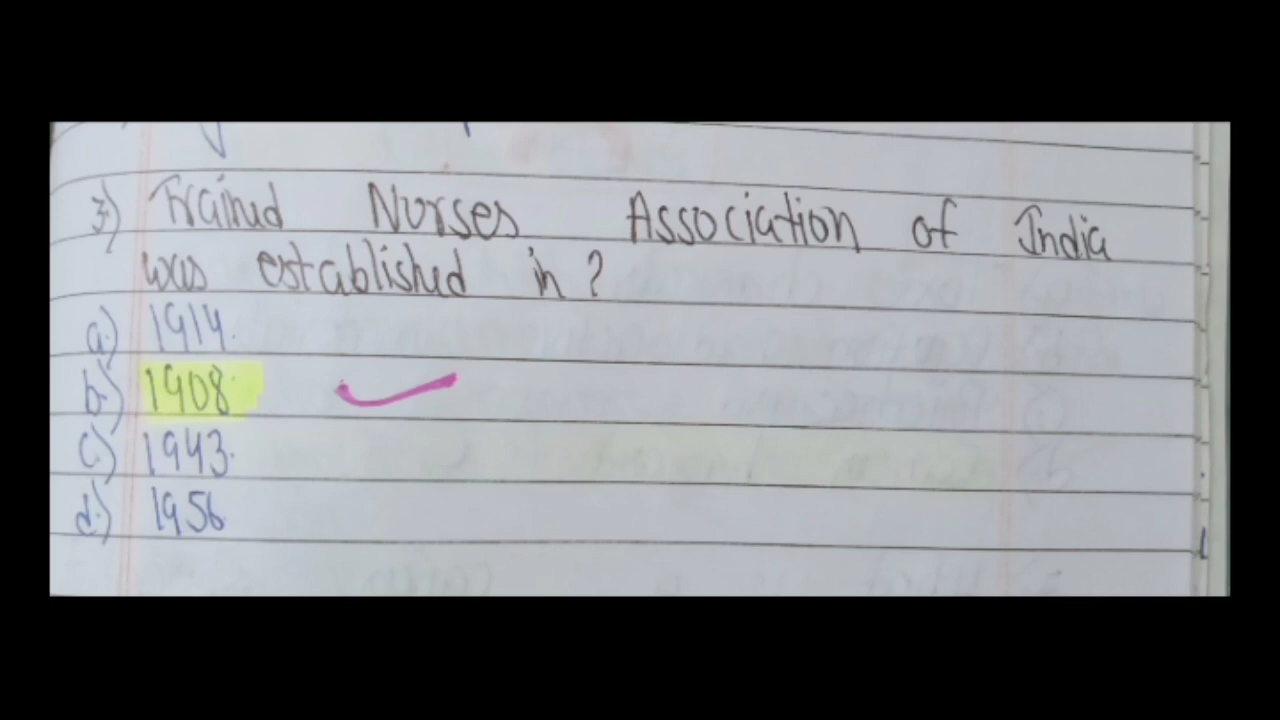 3) Trained Nurses Association of India
was established in ?
a) 1914.
b) 1908.
c) 1943.
d) 1956